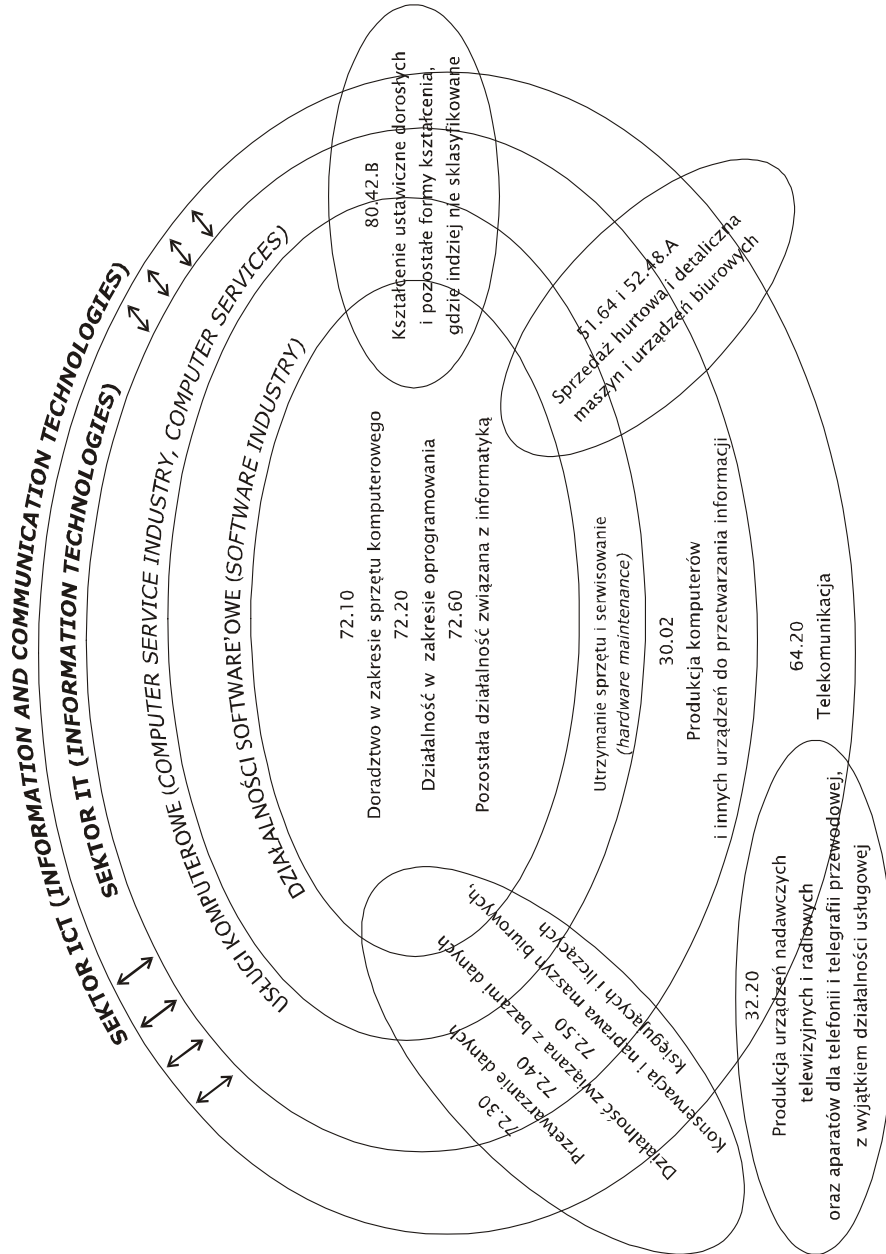 SEKTOR ICT (INFORMATION AND COMMUNICATION TECHNOLOGIES)
SEKTOR IT (INFORMATION TECHNOLOGIES)
USŁUGI KOMPUTEROWE (COMPUTER SERVICE INDUSTRY, COMPUTER SERVICES)
DZIAŁALNOŚCI SOFTWARE'OWE (SOFTWARE INDUSTRY)
72.10
Doradztwo w zakresie sprzętu komputerowego
72.20
Działalność w zakresie oprogramowania
72.60
Pozostała działalność związana z informatyką
Utrzymanie sprzętu i serwisowanie
(hardware maintenance)
30.02
Produkcja komputerów
i innych urządzeń do przetwarzania informacji
64.20
Telekomunikacja
80.42.B
Kształcenie ustawiczne dorosłych
i pozostałe formy kształcenia,
gdzie indziej nie sklasyfikowane
51.64 i 52.48.A
Sprzedaż hurtowa i detaliczna
maszyn i urządzeń biurowych
72.30
Przetwarzanie danych
72.40
Działalność związana z bazami danych
72.50
Konserwacja i naprawa maszyn biurowych,
księgujących i liczących
32.20
Produkcja urządzeń nadawczych
telewizyjnych i radiowych
oraz aparatów dla telefonii i telegrafii przewodowej,
z wyjątkiem działalności usługowej